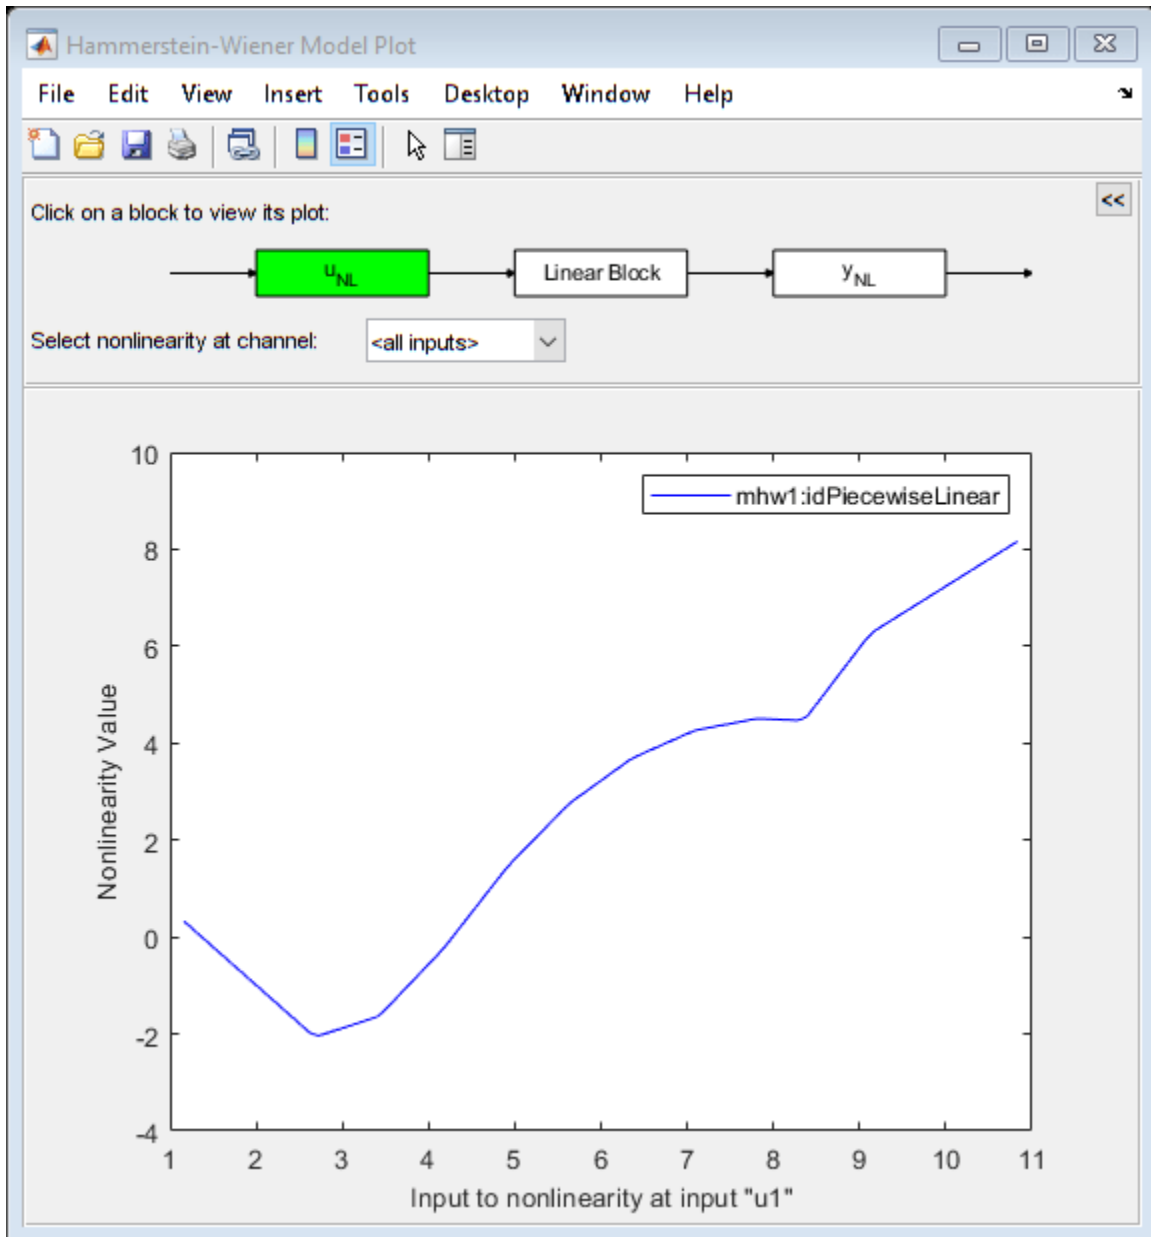 Hammerstein-Wiener Model Plot
File Edit View Insert Tools Desktop Window Help
Click on a block to view its plot:
<<
uNL Linear Block yNL
Select nonlinearity at channel: <all inputs>
mhw1:idPiecewiseLinear
10
8
6
4
2
0
-2
-4
Nonlinearity Value
1 2 3 4 5 6 7 8 9 10 11
Input to nonlinearity at input "u1"